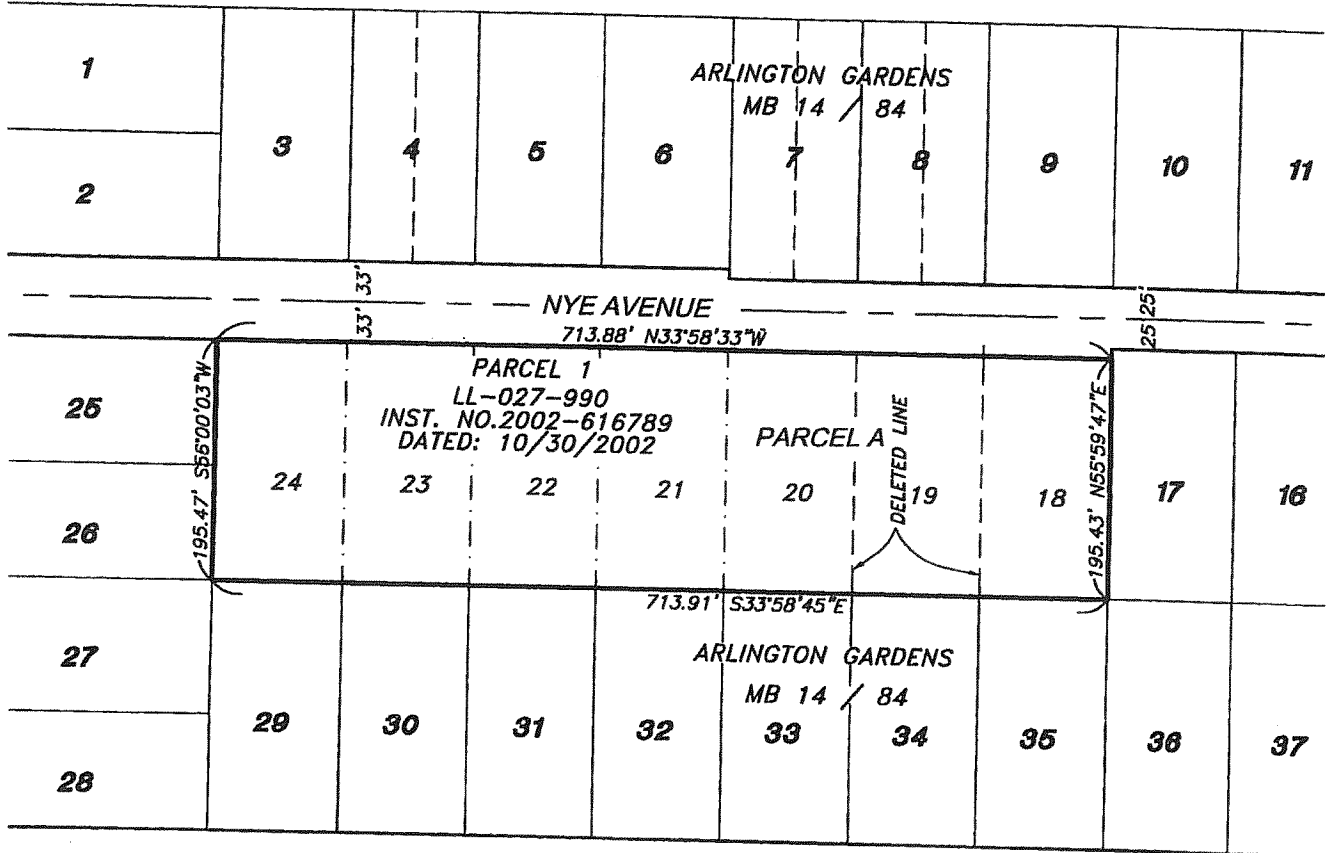 1
ARLINGTON GARDENS
MB 14 / 84
3
4
5
6
7
8
9
10
11
2
33'
33'
25'
25'
NYE AVENUE
713.88' N33°58'33"W
PARCEL 1
LL-027-990
INST. NO.2002-616789
DATED: 10/30/2002
PARCEL A
DELETED LINE
195.47' S56°00'03"W
195.43' N55°59'47"E
25
26
24
23
22
21
20
19
18
17
16
713.91' S33°58'45"E
ARLINGTON GARDENS
MB 14 / 84
27
28
29
30
31
32
33
34
35
36
37